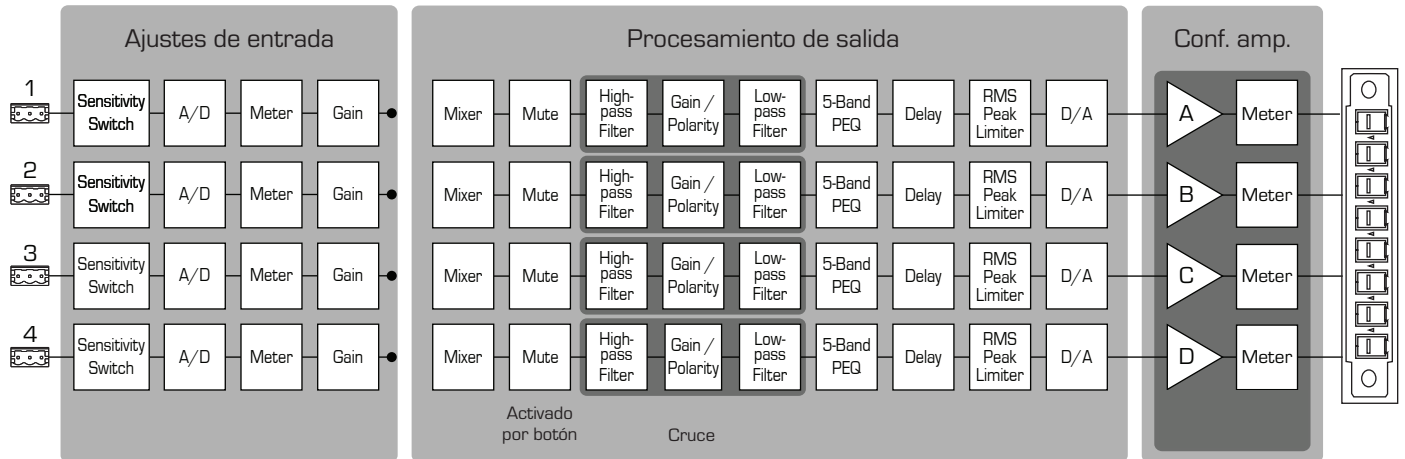 Ajustes de entrada
Procesamiento de salida
Conf. amp.
1
Sensitivity
Switch
A/D
Meter
Gain
Mixer
Mute
High-
pass
Filter
Gain /
Polarity
Low-
pass
Filter
5-Band
PEQ
Delay
RMS
Peak
Limiter
D/A
A
Meter
2
Sensitivity
Switch
A/D
Meter
Gain
Mixer
Mute
High-
pass
Filter
Gain /
Polarity
Low-
pass
Filter
5-Band
PEQ
Delay
RMS
Peak
Limiter
D/A
B
Meter
3
Sensitivity
Switch
A/D
Meter
Gain
Mixer
Mute
High-
pass
Filter
Gain /
Polarity
Low-
pass
Filter
5-Band
PEQ
Delay
RMS
Peak
Limiter
D/A
C
Meter
4
Sensitivity
Switch
A/D
Meter
Gain
Mixer
Mute
High-
pass
Filter
Gain /
Polarity
Low-
pass
Filter
5-Band
PEQ
Delay
RMS
Peak
Limiter
D/A
D
Meter
Activado
por botón
Cruce